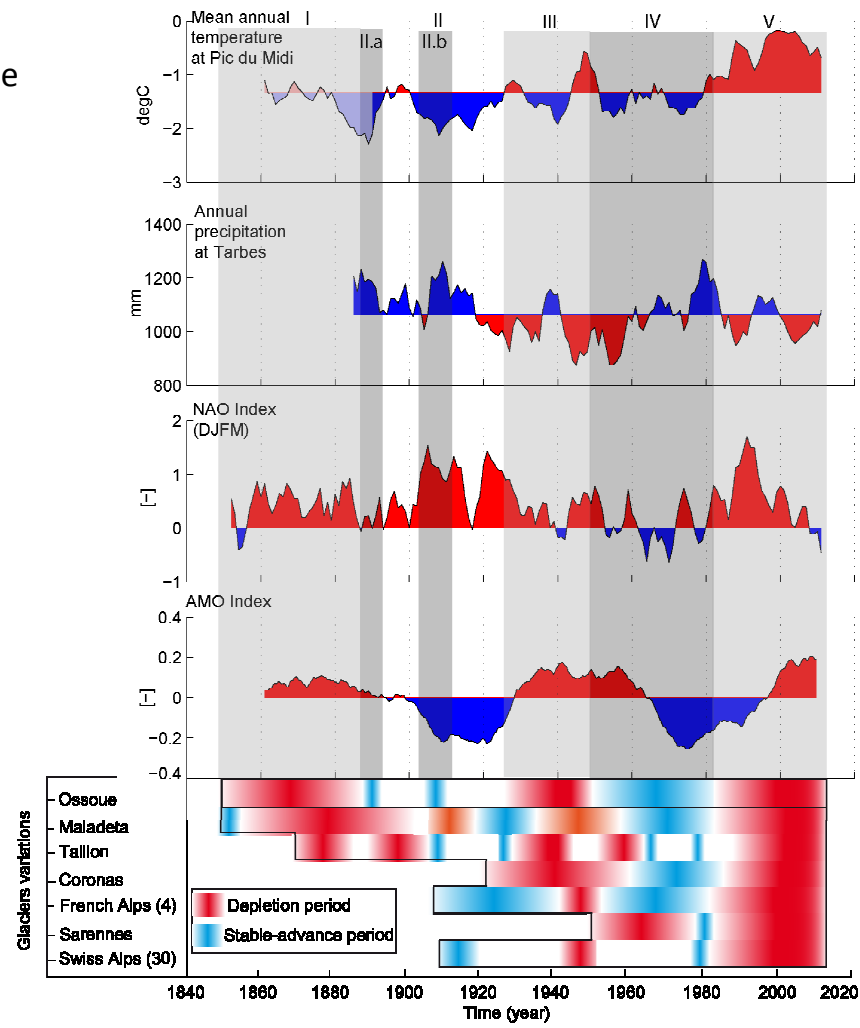 e
Mean annual
temperature
at Pic du Midi
I
II
III
IV
V
II.a
II.b
degC
0
−1
−2
−3
Annual
precipitation
at Tarbes
mm
1400
1200
1000
800
NAO Index
(DJFM)
[−]
2
1
0
−1
AMO Index
[−]
0.4
0.2
0
−0.2
−0.4
Glaciers variations
Ossoue
Maladeta
Taillon
Coronas
French Alps (4)
Sarennes
Swiss Alps (30)
Depletion period
Stable-advance period
1840 1860 1880 1900 1920 1940 1960 1980 2000 2020
Time (year)